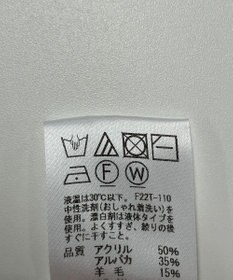 F W
液温は30℃以下。 F22T-110
中性洗剤(おしゃれ着洗い用)
を使用。漂白剤は液体タイプを
使用。よくすすぎ、絞りの後
すぐに干すこと。
品質 アクリル 50%
アルパカ 35%
羊毛 15%